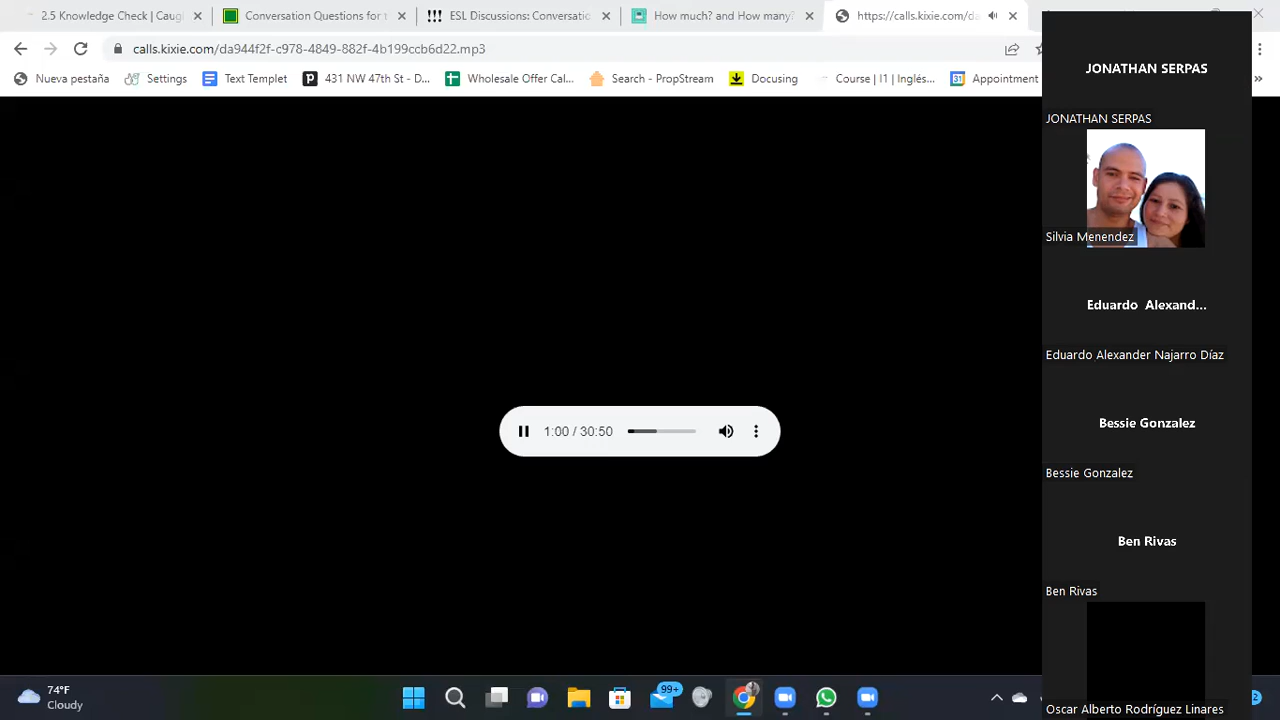 2.5 Knowledge Check: Caugh
Conversation Questions for t
ESL Discussions: Conversatio
How much? and How many?
https://calls.kixie.com/da
calls.kixie.com/da944f2f-c978-4849-882f-4b199ccb6d22.mp3
Nueva pestaña
Settings
Text Templet
431 NW 47th St - D...
Wholesale Offer Cal...
Search - PropStream
Docusing
Course | I1 | Inglés...
Appointment
JONATHAN SERPAS
JONATHAN SERPAS
Silvia Menendez
Eduardo Alexand...
Eduardo Alexander Najarro Díaz
Bessie Gonzalez
Bessie Gonzalez
Ben Rivas
Ben Rivas
Oscar Alberto Rodríguez Linares
1:00 / 30:50
74°F
Cloudy
99+
2